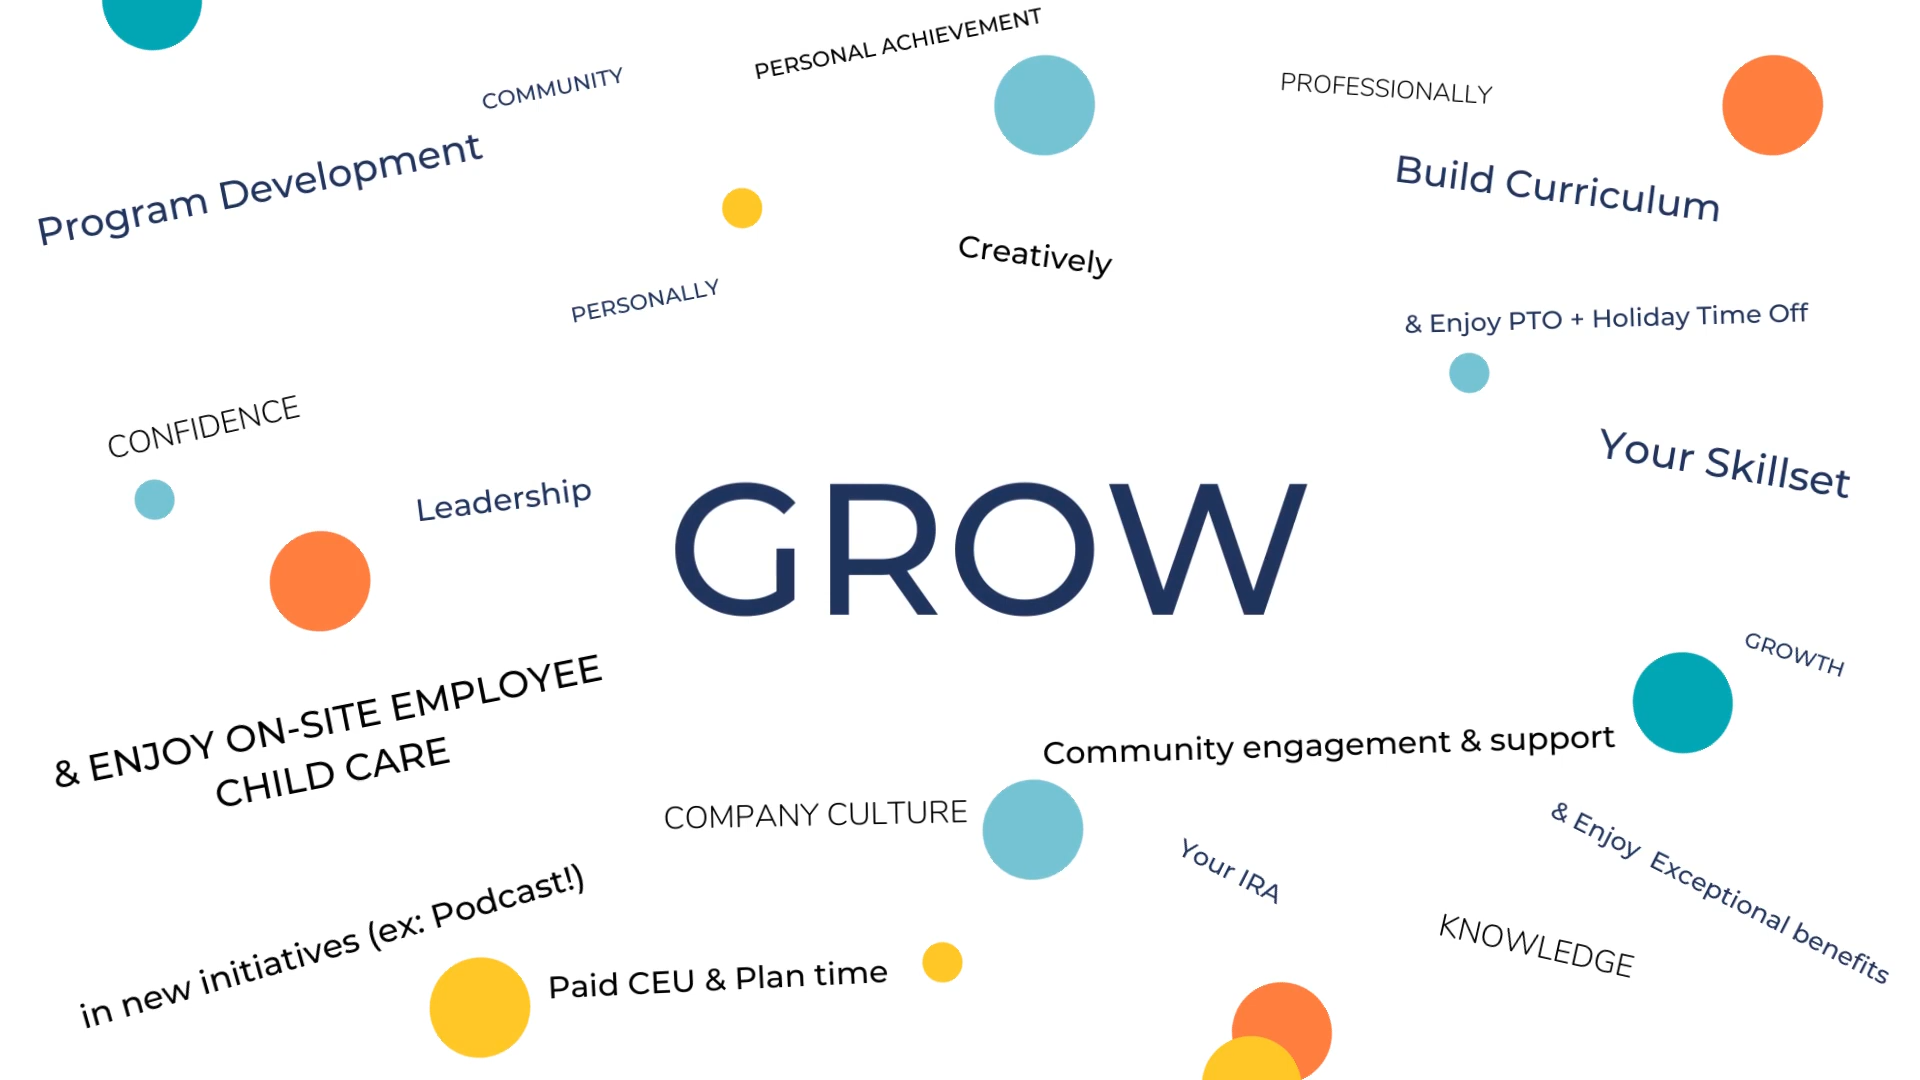 PERSONAL ACHIEVEMENT
COMMUNITY
PROFESSIONALLY
Program Development
Build Curriculum
Creatively
PERSONALLY
& Enjoy PTO + Holiday Time Off
CONFIDENCE
Your Skillset
Leadership
GROW
GROWTH
& ENJOY ON-SITE EMPLOYEE
CHILD CARE
Community engagement & support
COMPANY CULTURE
Your IRA
& Enjoy Exceptional benefits
in new initiatives (ex: Podcast!)
KNOWLEDGE
Paid CEU & Plan time